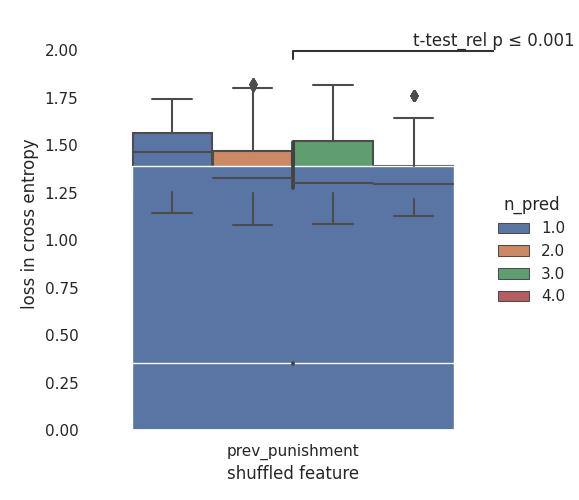 t-test_rel p ≤ 0.001
2.00
1.75
1.50
1.25
1.00
0.75
0.50
0.25
0.00
loss in cross entropy
prev_punishment
shuffled feature
n_pred
1.0
2.0
3.0
4.0